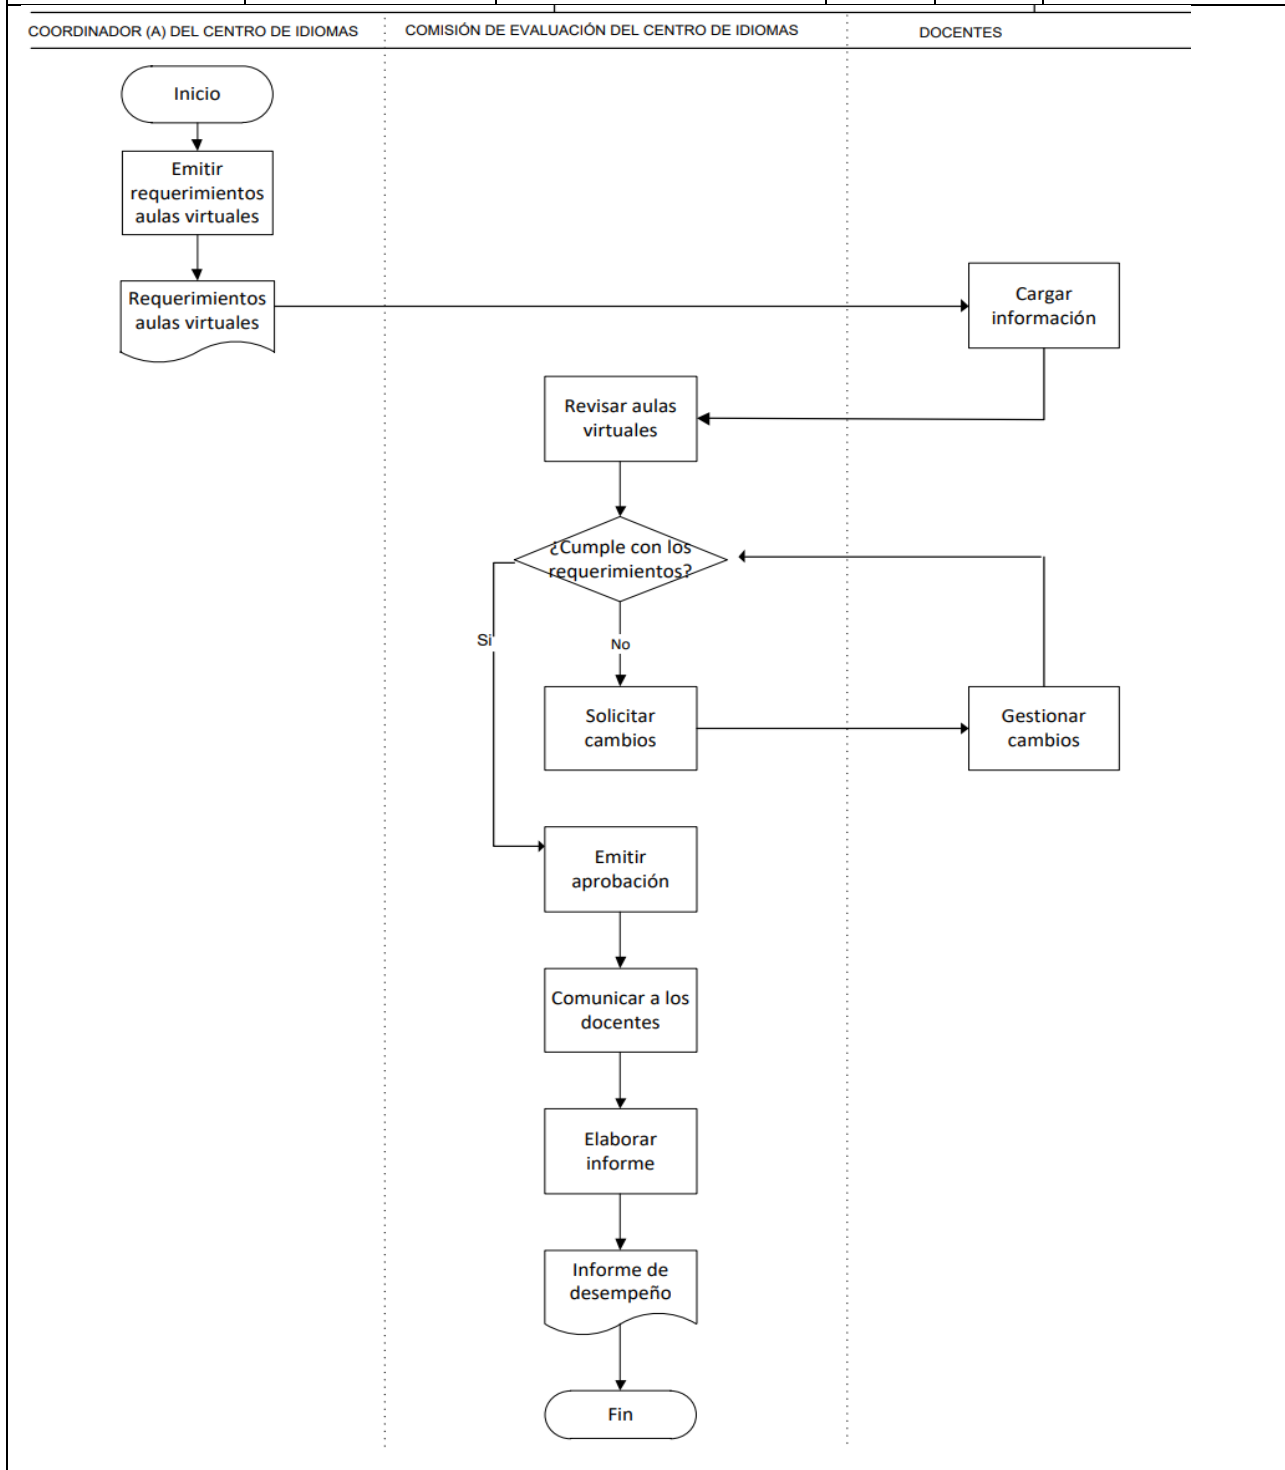 COORDINADOR (A) DEL CENTRO DE IDIOMAS
COMISIÓN DE EVALUACIÓN DEL CENTRO DE IDIOMAS
DOCENTES
Inicio
Emitir
requerimientos
aulas virtuales
Requerimientos
aulas virtuales
Cargar
información
Revisar aulas
virtuales
¿Cumple con los
requerimientos?
Si
No
Solicitar
cambios
Gestionar
cambios
Emitir
aprobación
Comunicar a los
docentes
Elaborar
informe
Informe de
desempeño
Fin